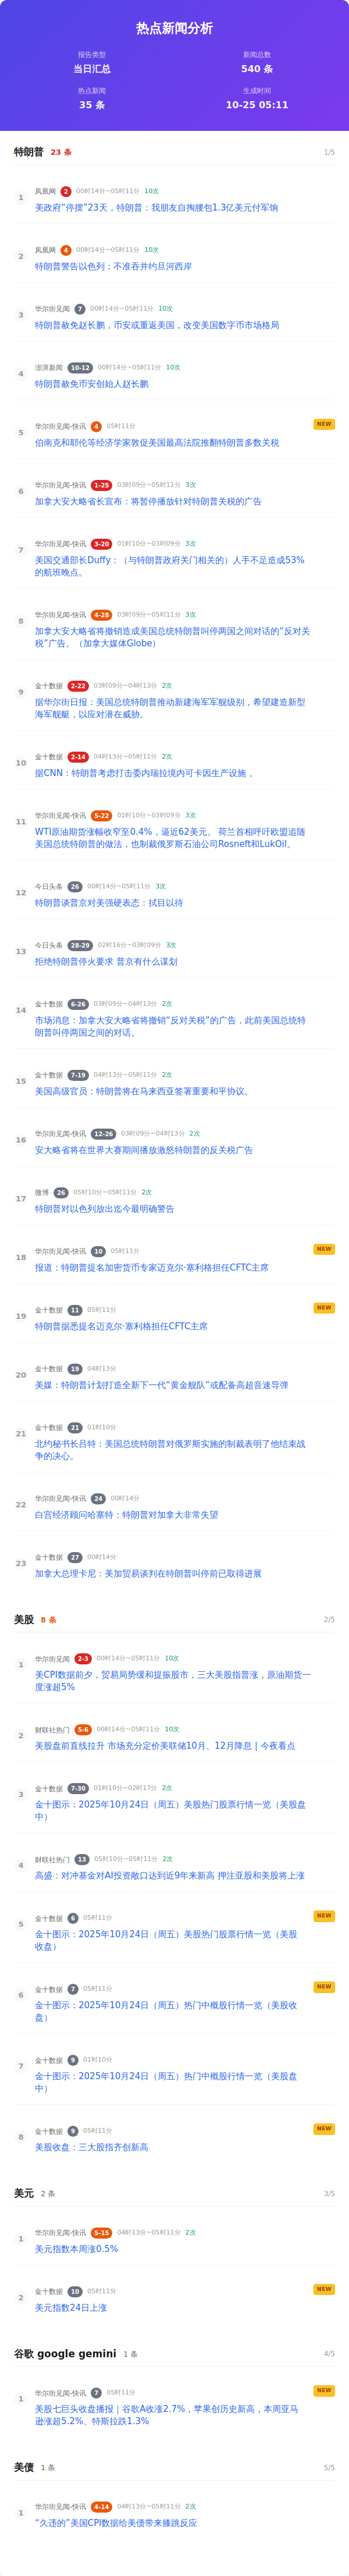 热点新闻分析
报告类型
当日汇总
新闻总数
540 条
热点新闻
35 条
生成时间
10-25 05:11
特朗普 23 条 1/5
1
凤凰网 2 00时14分~05时11分 10次
美政府“停摆”23天，特朗普：我朋友自掏腰包1.3亿美元付军饷
2
凤凰网 4 00时14分~05时11分 10次
特朗普警告以色列：不准吞并约旦河西岸
3
华尔街见闻 7 00时14分~05时11分 10次
特朗普赦免赵长鹏，币安或重返美国，改变美国数字币市场格局
4
澎湃新闻 10-12 00时14分~05时11分 10次
特朗普赦免币安创始人赵长鹏
5
华尔街见闻-快讯 4 05时11分 NEW
伯南克和耶伦等经济学家敦促美国最高法院推翻特朗普多数关税
6
华尔街见闻-快讯 1-25 03时09分~05时11分 3次
加拿大安大略省长宣布：将暂停播放针对特朗普关税的广告
7
华尔街见闻-快讯 3-20 01时10分~03时09分 3次
美国交通部长Duffy：（与特朗普政府关门相关的）人手不足造成53%
的航班晚点。
8
华尔街见闻-快讯 4-28 03时09分~05时11分 3次
加拿大安大略省将撤销造成美国总统特朗普叫停两国之间对话的“反对关
税”广告。（加拿大媒体Globe）
9
金十数据 2-22 03时09分~04时13分 2次
据华尔街日报：美国总统特朗普推动新建海军军舰级别，希望建造新型
海军舰艇，以应对潜在威胁。
10
金十数据 2-14 04时13分~05时11分 2次
据CNN：特朗普考虑打击委内瑞拉境内可卡因生产设施 。
11
华尔街见闻-快讯 5-22 01时10分~03时09分 3次
WTI原油期货涨幅收窄至0.4%，逼近62美元。 荷兰首相呼吁欧盟追随
美国总统特朗普的做法，也制裁俄罗斯石油公司Rosneft和LukOil。
12
今日头条 26 00时14分~05时11分 3次
特朗普谈普京对美强硬表态：拭目以待
13
今日头条 28-29 02时16分~03时09分 3次
拒绝特朗普停火要求 普京有什么谋划
14
金十数据 6-26 03时09分~04时13分 2次
市场消息：加拿大安大略省将撤销“反对关税”的广告，此前美国总统特
朗普叫停两国之间的对话。
15
金十数据 7-19 04时13分~05时11分 2次
美国高级官员：特朗普将在马来西亚签署重要和平协议。
16
华尔街见闻-快讯 12-26 03时09分~04时13分 2次
安大略省将在世界大赛期间播放激怒特朗普的反关税广告
17
微博 26 05时10分~05时11分 2次
特朗普对以色列放出迄今最明确警告
18
华尔街见闻-快讯 10 05时11分 NEW
报道：特朗普提名加密货币专家迈克尔·塞利格担任CFTC主席
19
金十数据 11 05时11分 NEW
特朗普据悉提名迈克尔·塞利格担任CFTC主席
20
金十数据 19 04时13分
美媒：特朗普计划打造全新下一代“黄金舰队”或配备高超音速导弹
21
金十数据 21 01时10分
北约秘书长吕特：美国总统特朗普对俄罗斯实施的制裁表明了他结束战
争的决心。
22
华尔街见闻-快讯 24 00时14分
白宫经济顾问哈塞特：特朗普对加拿大非常失望
23
金十数据 27 00时14分
加拿大总理卡尼：美加贸易谈判在特朗普叫停前已取得进展
美股 8 条 2/5
1
华尔街见闻 2-3 00时14分~05时11分 10次
美CPI数据前夕，贸易局势缓和提振股市，三大美股指普涨，原油期货一
度涨超5%
2
财联社热门 5-6 00时14分~05时11分 10次
美股盘前直线拉升 市场充分定价美联储10月、12月降息 | 今夜看点
3
金十数据 7-30 01时10分~02时17分 2次
金十图示：2025年10月24日（周五）美股热门股票行情一览（美股盘
中）
4
财联社热门 13 05时10分~05时11分 2次
高盛：对冲基金对AI投资敞口达到近9年来新高 押注亚股和美股将上涨
5
金十数据 6 05时11分 NEW
金十图示：2025年10月24日（周五）美股热门股票行情一览（美股
收盘）
6
金十数据 7 05时11分 NEW
金十图示：2025年10月24日（周五）热门中概股行情一览（美股收
盘）
7
金十数据 9 01时10分
金十图示：2025年10月24日（周五）热门中概股行情一览（美股盘
中）
8
金十数据 9 05时11分 NEW
美股收盘：三大股指齐创新高
美元 2 条 3/5
1
华尔街见闻-快讯 5-15 04时13分~05时11分 2次
美元指数本周涨0.5%
2
金十数据 10 05时11分 NEW
美元指数24日上涨
谷歌 google gemini 1 条 4/5
1
华尔街见闻-快讯 7 05时11分 NEW
美股七巨头收盘播报｜谷歌A收涨2.7%，苹果创历史新高，本周亚马
逊涨超5.2%、特斯拉跌1.3%
美债 1 条 5/5
1
华尔街见闻-快讯 4-14 04时13分~05时11分 2次
“久违的”美国CPI数据给美债带来膝跳反应